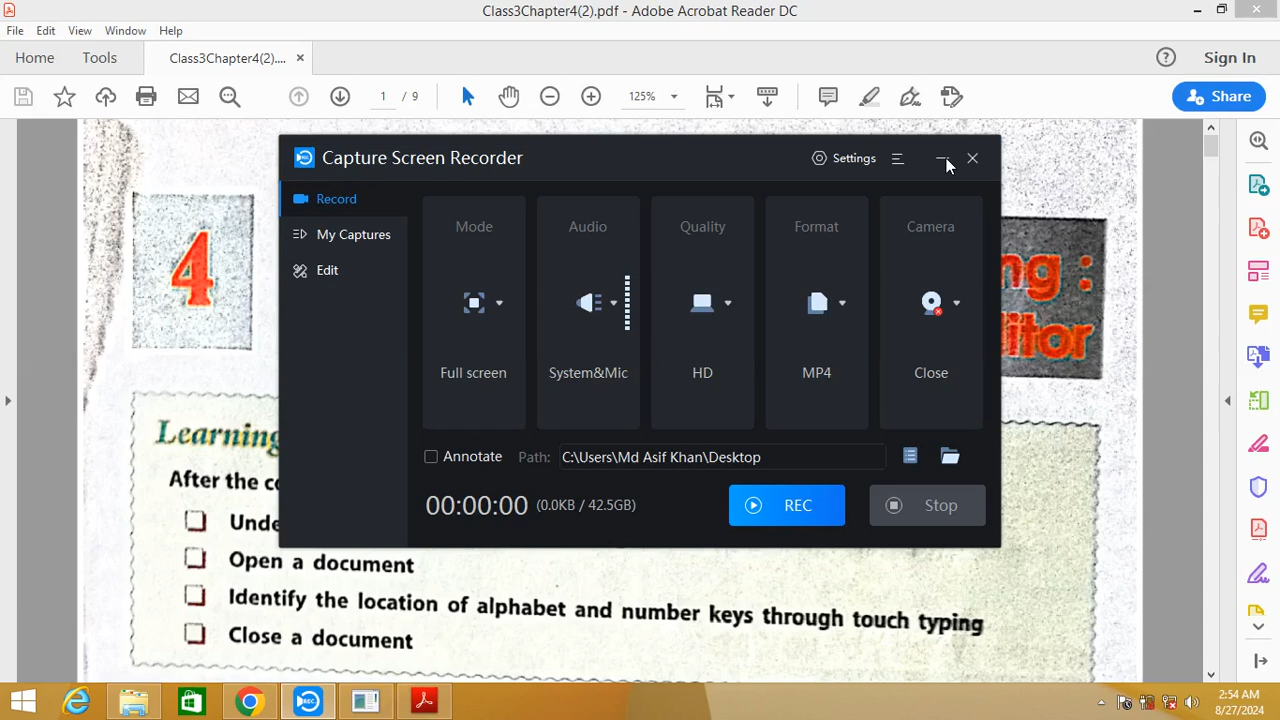 Class3Chapter4(2).pdf - Adobe Acrobat Reader DC
File Edit View Window Help
Home Tools Class3Chapter4(2).... × Sign In
1 / 9 125% Share
Capture Screen Recorder Settings
Record
My Captures
Edit
Mode Audio Quality Format Camera
Full screen System&Mic HD MP4 Close
Annotate Path: C:\Users\Md Asif Khan\Desktop
00:00:00 (0.0KB / 42.5GB) REC Stop
4
ng :
itor
Learning
After the
Open a document
Identify the location of alphabet and number keys through touch typing
Close a document
REC
2:54 AM
8/27/2024